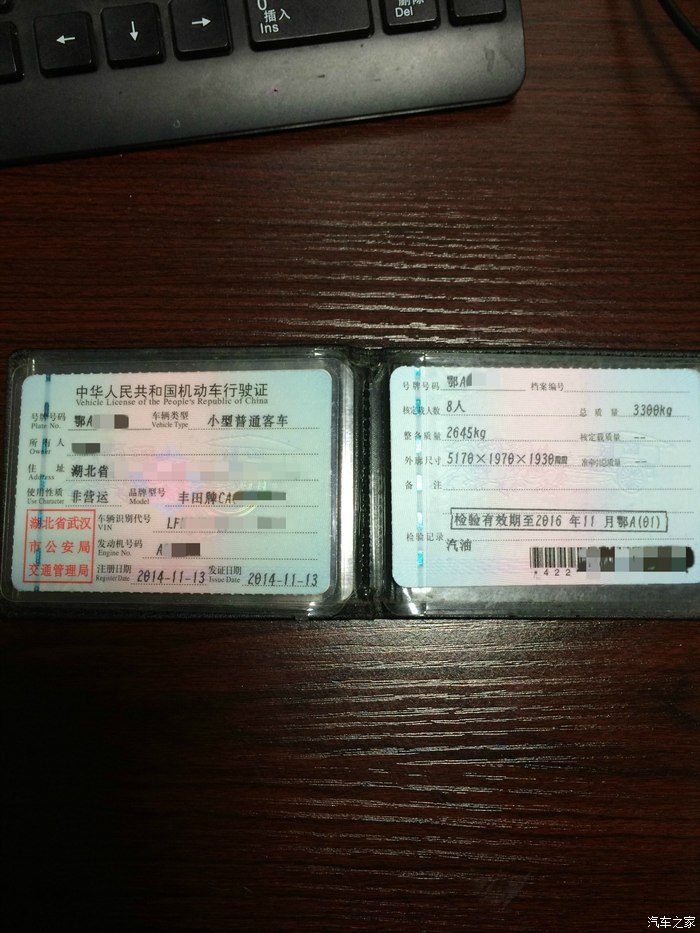 0
插入
Ins
删除
Del
←
↓
→
中华人民共和国机动车行驶证
Vehicle License of the People's Republic of China
号牌号码 鄂A 车辆类型 小型普通客车
Plate No. Vehicle Type
所有人
Owner
住址 湖北省
Address
使用性质 非营运 品牌型号 丰田牌CA
Use Character Model
湖北省武汉
市公安局
交通管理局
车辆识别代号 LF
VIN
发动机号码 A
Engine No.
注册日期 2014-11-13 发证日期 2014-11-13
Register Date Issue Date
号牌号码 鄂A 档案编号
核定载人数 8人 总质量 3300kg
整备质量 2645kg 核定载质量 --
外廓尺寸 5170×1970×1930 准牵引总质量 --
备注
检验有效期至2016 年11 月鄂A(01)
检验记录 汽油
*422
汽车之家